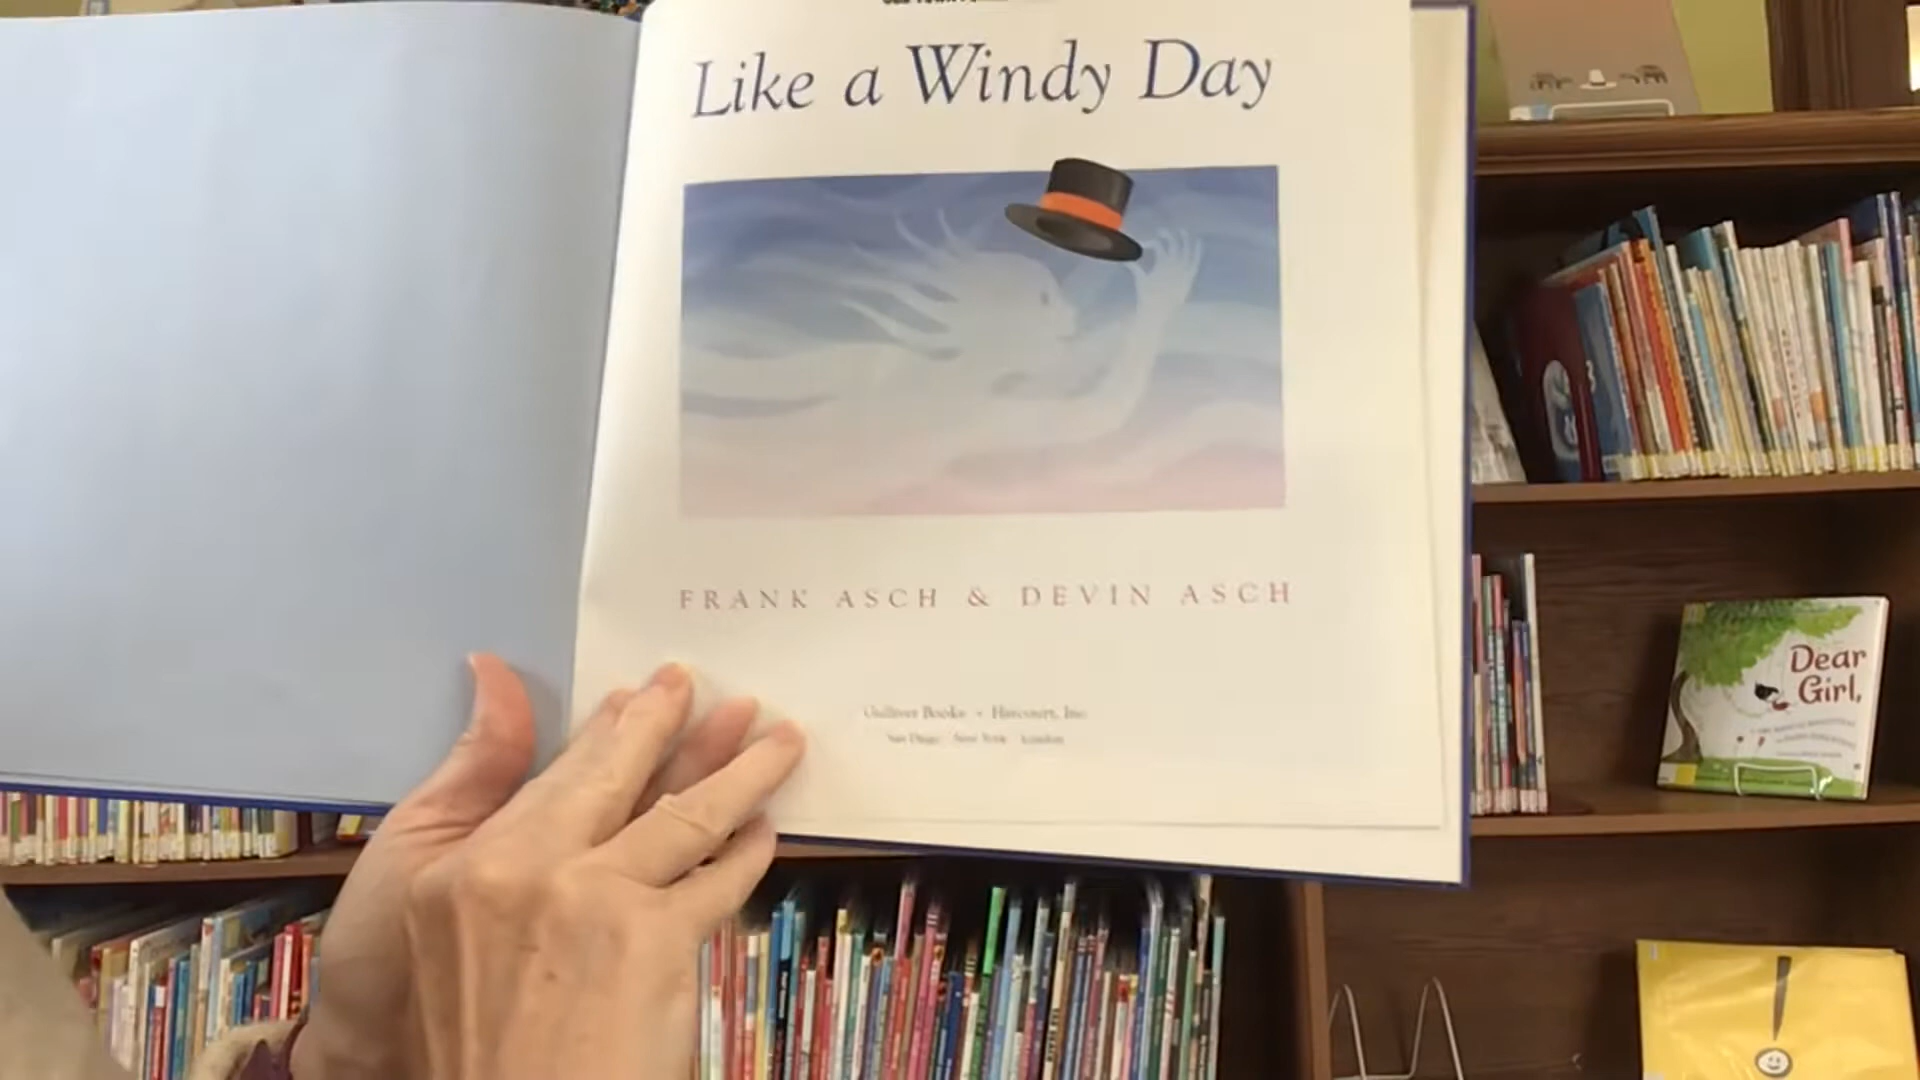 Like a Windy Day
FRANK ASCH & DEVIN ASCH
Gulliver Books • Harcourt, Inc.
San Diego New York London
Dear
Girl,